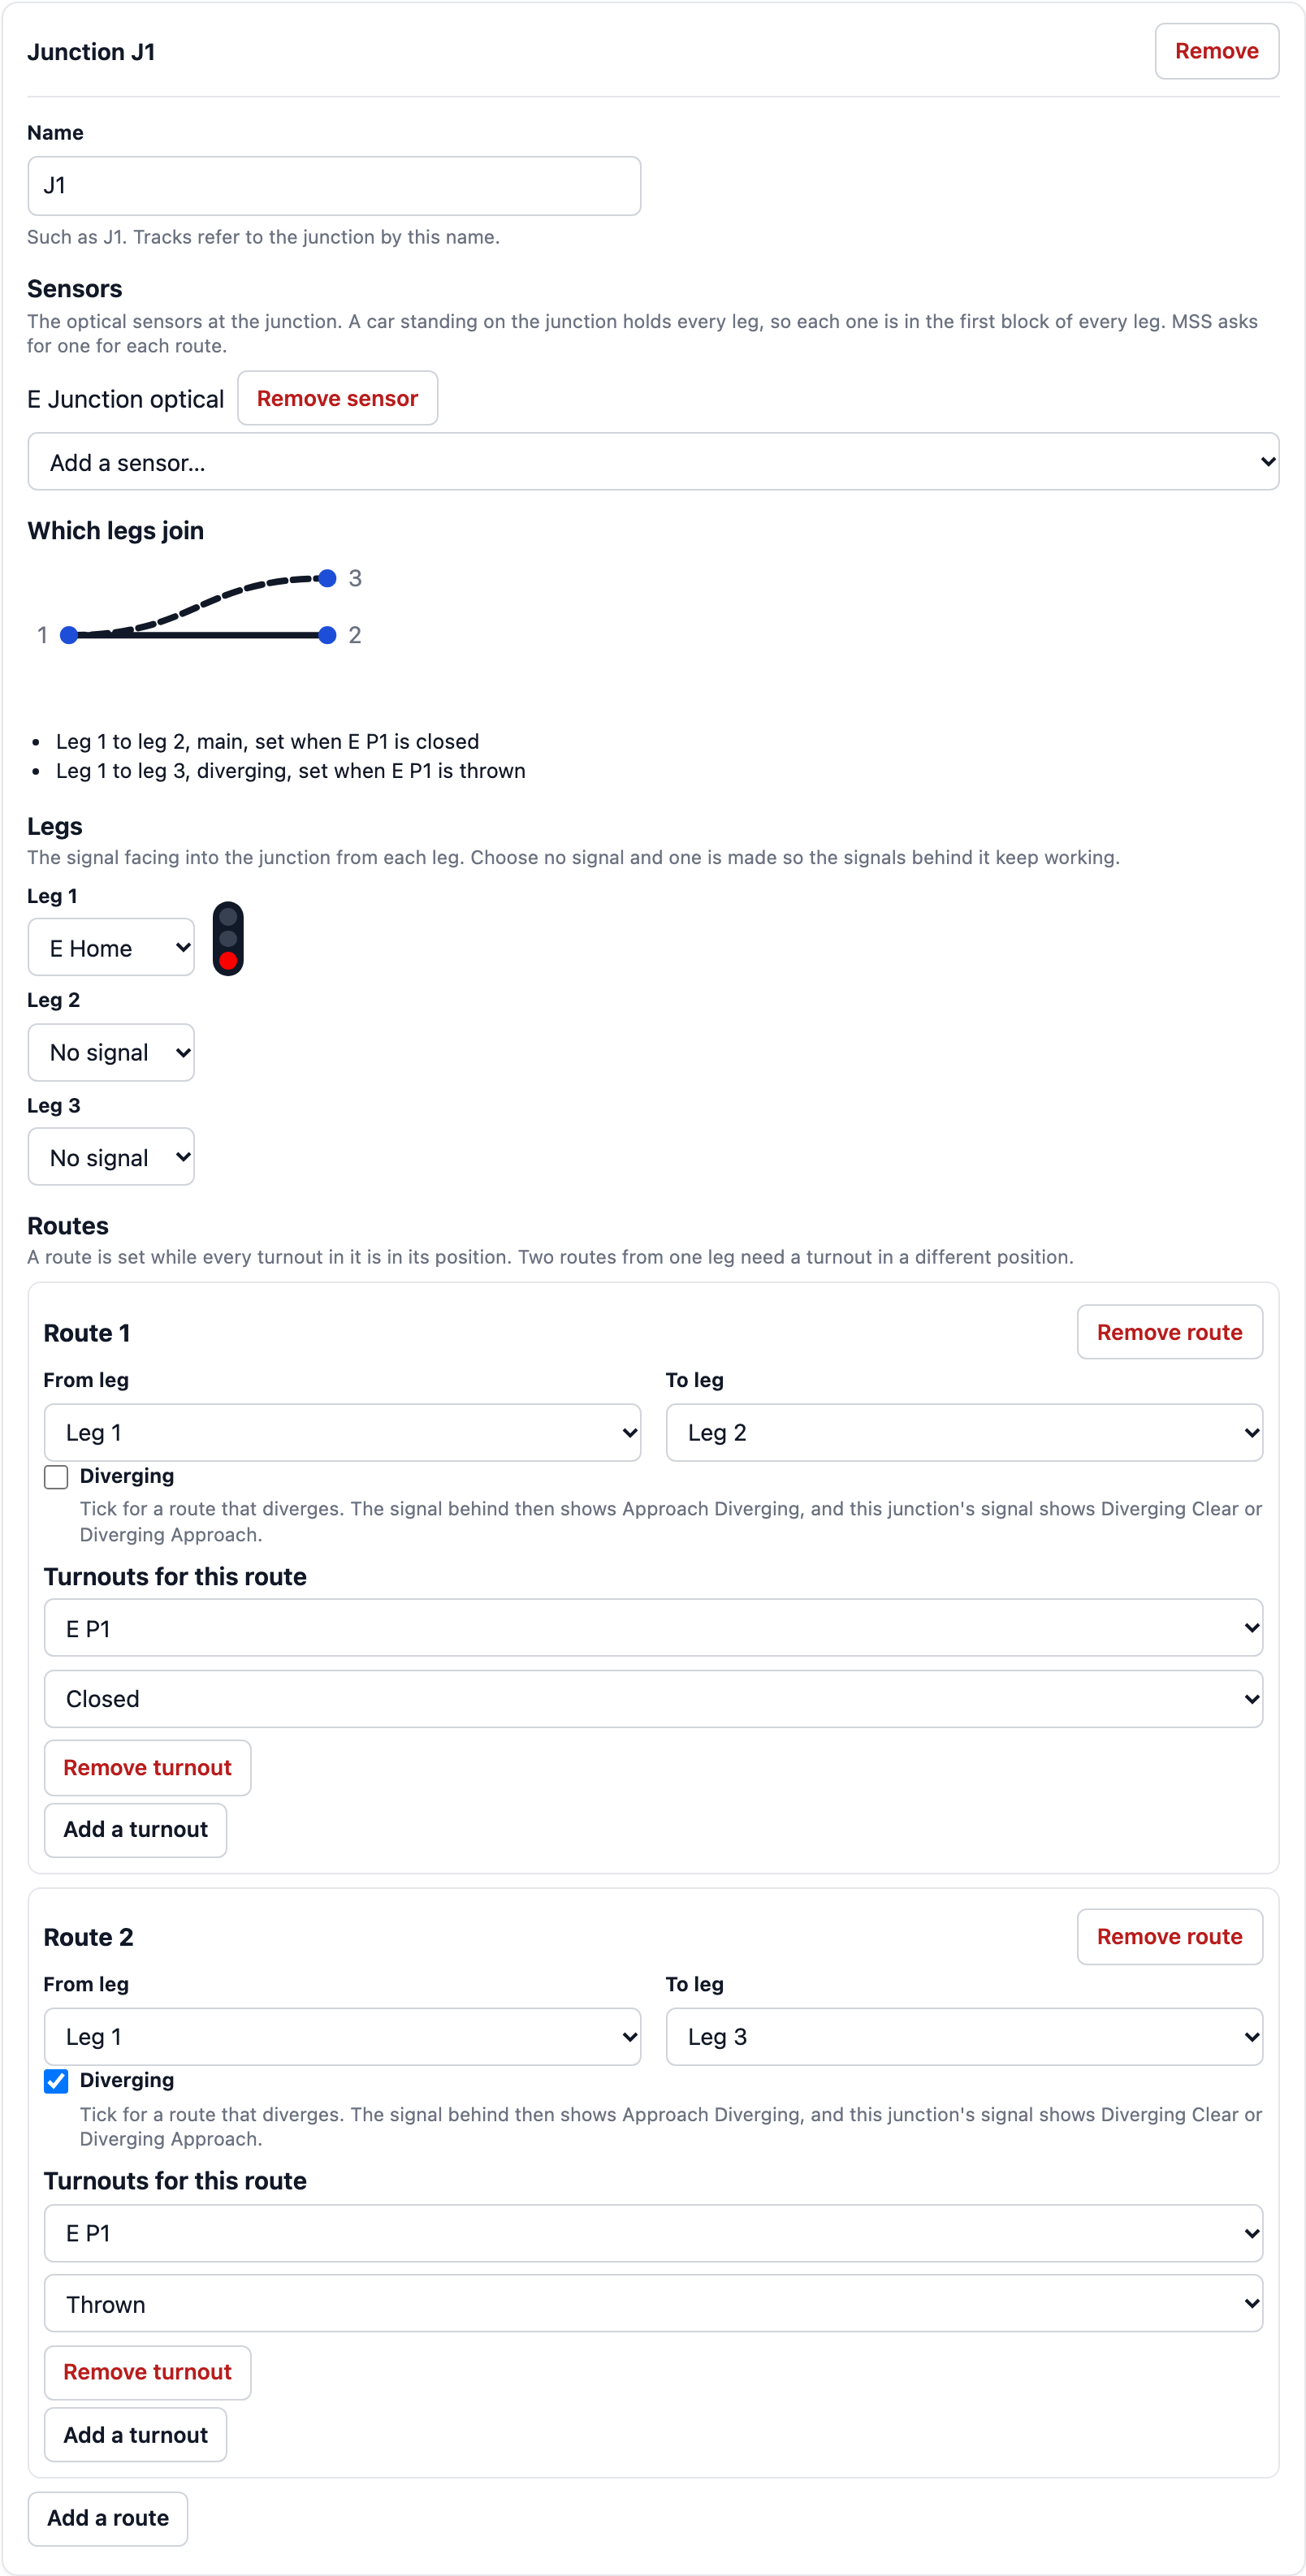 Junction J1
Remove
Name
J1
Such as J1. Tracks refer to the junction by this name.
Sensors
The optical sensors at the junction. A car standing on the junction holds every leg, so each one is in the first block of every leg. MSS asks
for one for each route.
E Junction optical
Remove sensor
Add a sensor...
Which legs join
3
1
2
Leg 1 to leg 2, main, set when E P1 is closed
Leg 1 to leg 3, diverging, set when E P1 is thrown
Legs
The signal facing into the junction from each leg. Choose no signal and one is made so the signals behind it keep working.
Leg 1
E Home
Leg 2
No signal
Leg 3
No signal
Routes
A route is set while every turnout in it is in its position. Two routes from one leg need a turnout in a different position.
Route 1
Remove route
From leg
To leg
Leg 1
Leg 2
Diverging
Tick for a route that diverges. The signal behind then shows Approach Diverging, and this junction's signal shows Diverging Clear or
Diverging Approach.
Turnouts for this route
E P1
Closed
Remove turnout
Add a turnout
Route 2
Remove route
From leg
To leg
Leg 1
Leg 3
Diverging
Tick for a route that diverges. The signal behind then shows Approach Diverging, and this junction's signal shows Diverging Clear or
Diverging Approach.
Turnouts for this route
E P1
Thrown
Remove turnout
Add a turnout
Add a route